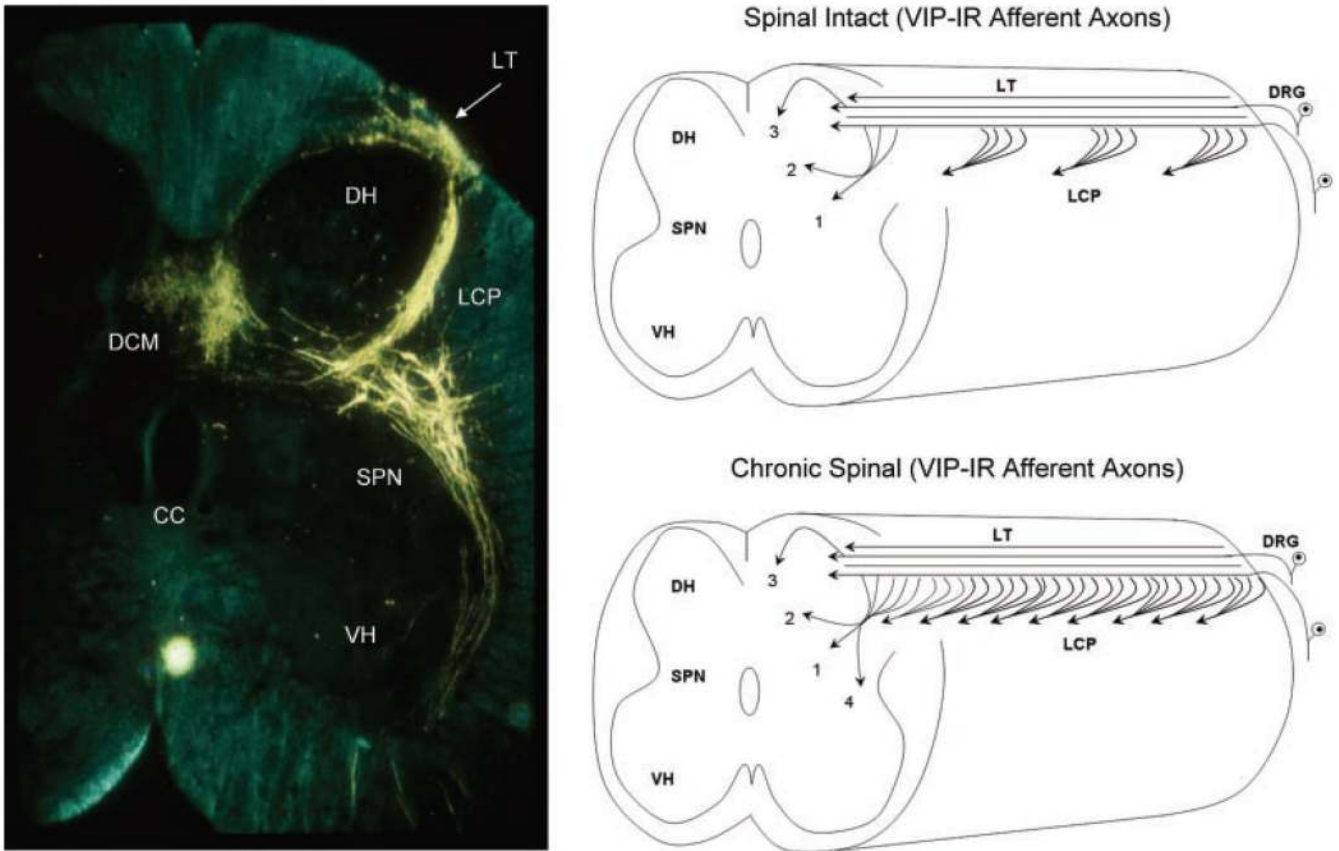 LT
DH
LCP
DCM
SPN
CC
VH
Spinal Intact (VIP-IR Afferent Axons)
LT
DRG
DH
3
2
LCP
1
SPN
VH
Chronic Spinal (VIP-IR Afferent Axons)
LT
DRG
DH
3
2
LCP
1
SPN
4
VH